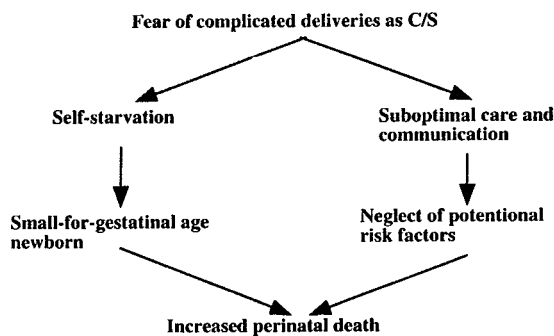 Fear of complicated deliveries as C/S
Self-starvation
Suboptimal care and
communication
Small-for-gestatinal age
newborn
Neglect of potentional
risk factors
Increased perinatal death